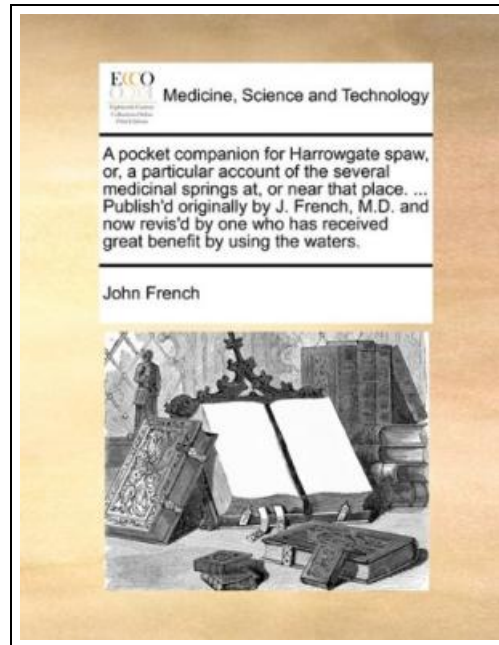 ECCO
Medicine, Science and Technology
A pocket companion for Harrowgate spaw,
or, a particular account of the several
medicinal springs at, or near that place. ...
Publish'd originally by J. French, M.D. and
now revis'd by one who has received
great benefit by using the waters.
John French